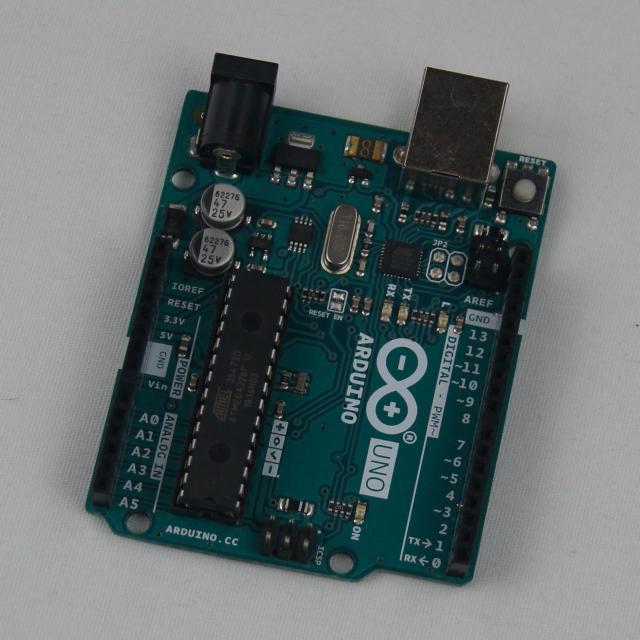 RESET
62276
47
25V
62276
47
25V
JP2
IOREF
RESET
3.3V
5V
GND
Vin
POWER
A0
A1
A2
A3
A4
A5
ANALOG IN
RESET EN
TX
RX
L
AREF
GND
13
12
~11
~10
~9
8
7
~6
~5
4
~3
2
TX→1
RX←0
DIGITAL - PWM~
ARDUINO
®
UNO
ATMEL
ON
ICSP
ARDUINO.CC